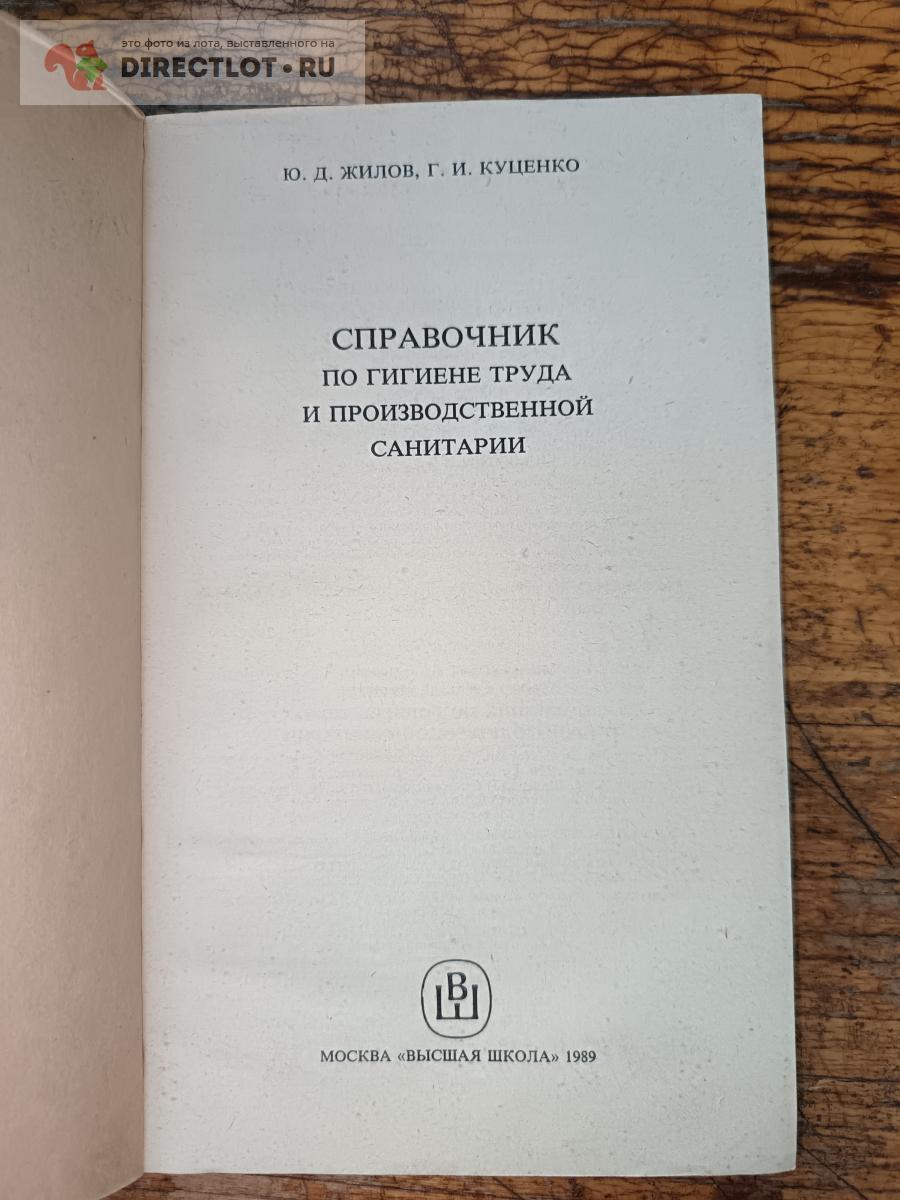 это фото из лота, выставленного на
DIRECTLOT.RU
Ю. Д. ЖИЛОВ, Г. И. КУЦЕНКО
СПРАВОЧНИК
ПО ГИГИЕНЕ ТРУДА
И ПРОИЗВОДСТВЕННОЙ
САНИТАРИИ
ВШ
МОСКВА «ВЫСШАЯ ШКОЛА» 1989